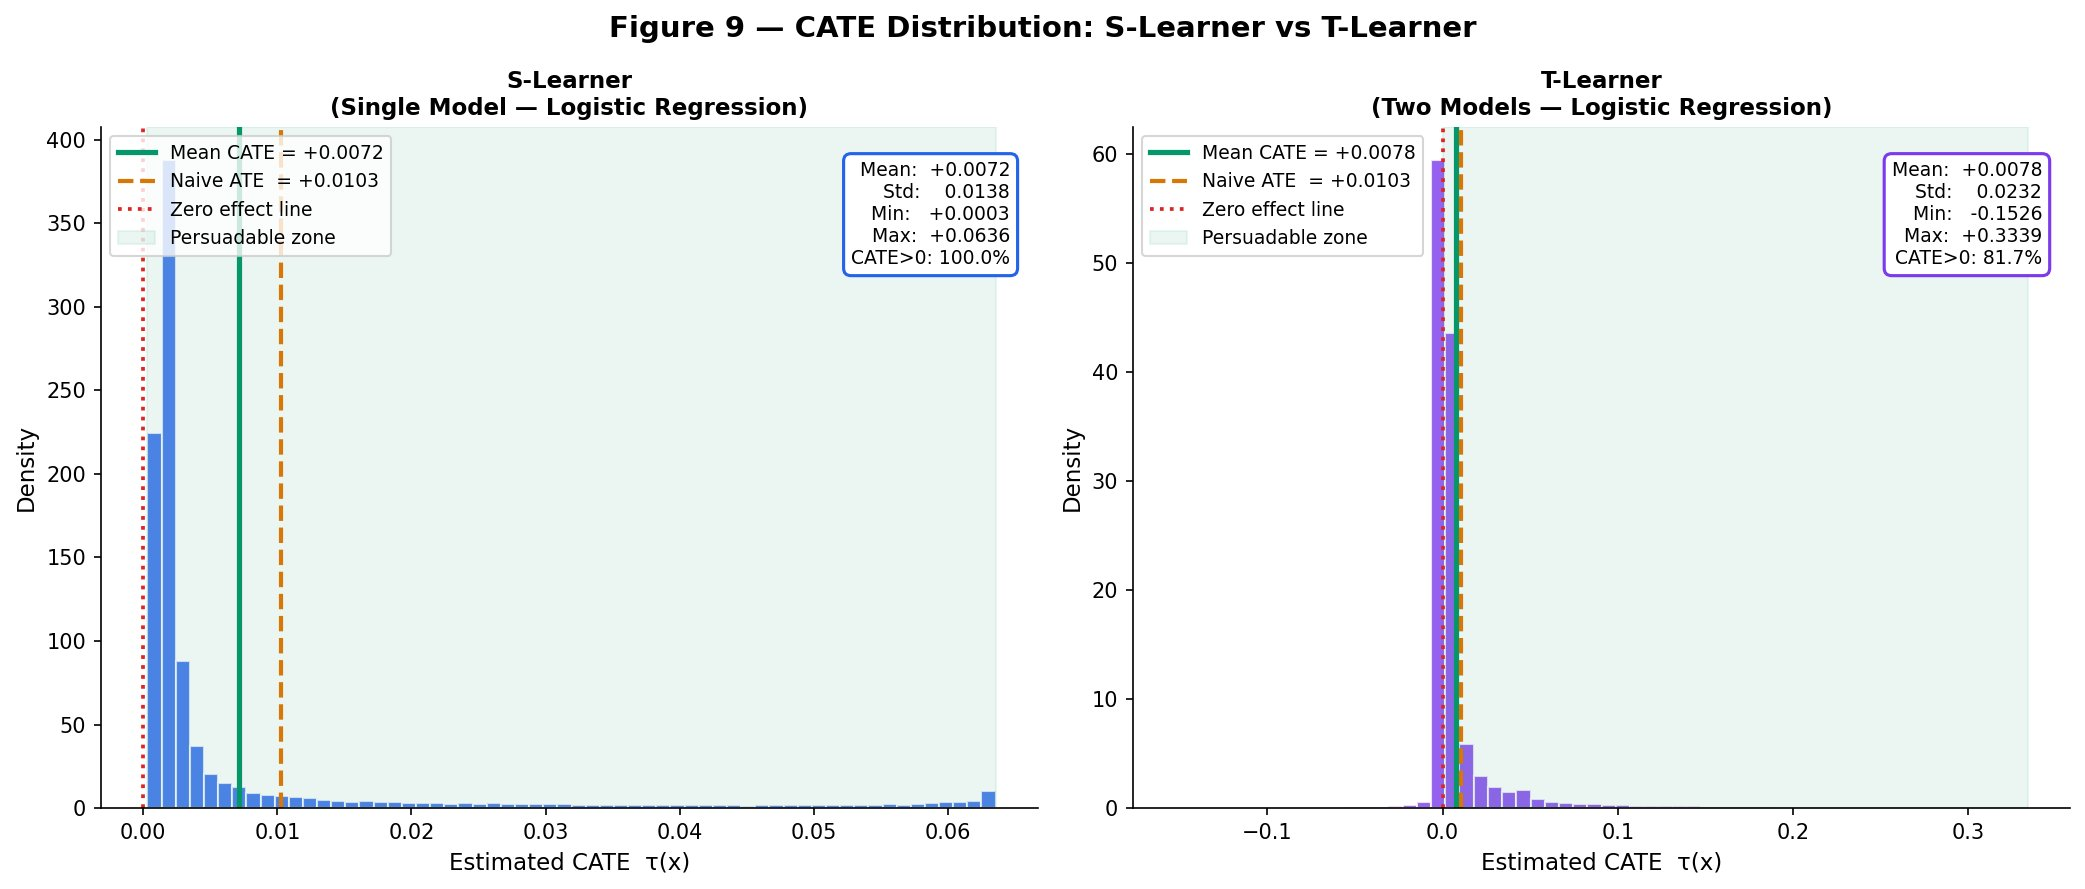 Figure 9 — CATE Distribution: S-Learner vs T-Learner
S-Learner
(Single Model — Logistic Regression)
400
350
300
250
200
150
100
50
0
Density
Mean CATE = +0.0072
Naive ATE = +0.0103
Zero effect line
Persuadable zone
Mean: +0.0072
Std: 0.0138
Min: +0.0003
Max: +0.0636
CATE>0: 100.0%
0.00 0.01 0.02 0.03 0.04 0.05 0.06
Estimated CATE τ(x)
T-Learner
(Two Models — Logistic Regression)
60
50
40
30
20
10
0
Density
Mean CATE = +0.0078
Naive ATE = +0.0103
Zero effect line
Persuadable zone
Mean: +0.0078
Std: 0.0232
Min: -0.1526
Max: +0.3339
CATE>0: 81.7%
−0.1 0.0 0.1 0.2 0.3
Estimated CATE τ(x)